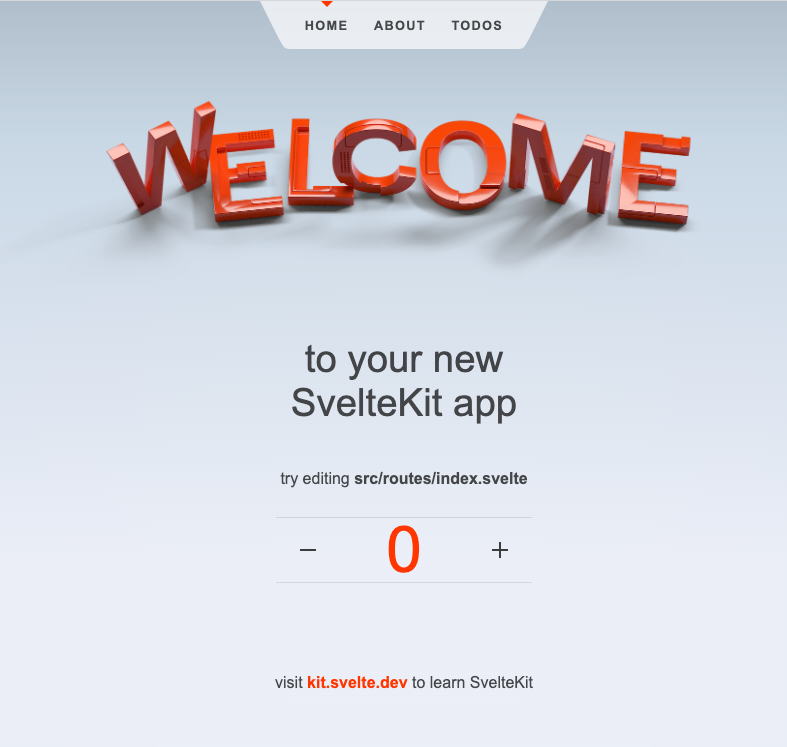 HOME ABOUT TODOS
WELCOME
to your new
SvelteKit app
try editing src/routes/index.svelte
− 0 +
visit kit.svelte.dev to learn SvelteKit